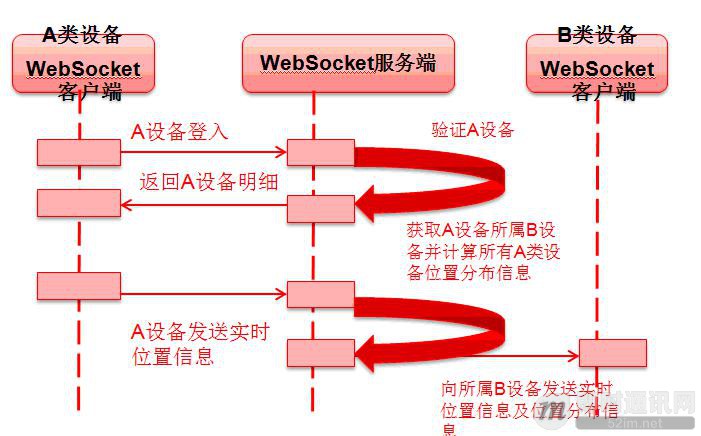 A类设备
WebSocket
客户端
WebSocket服务端
B类设备
WebSocket
客户端
A设备登入
验证A设备
返回A设备明细
获取A设备所属B设
备并计算所有A类设
备位置分布信息
A设备发送实时
位置信息
向所属B设备发送实时
位置信息及位置分布信
息
52im.net